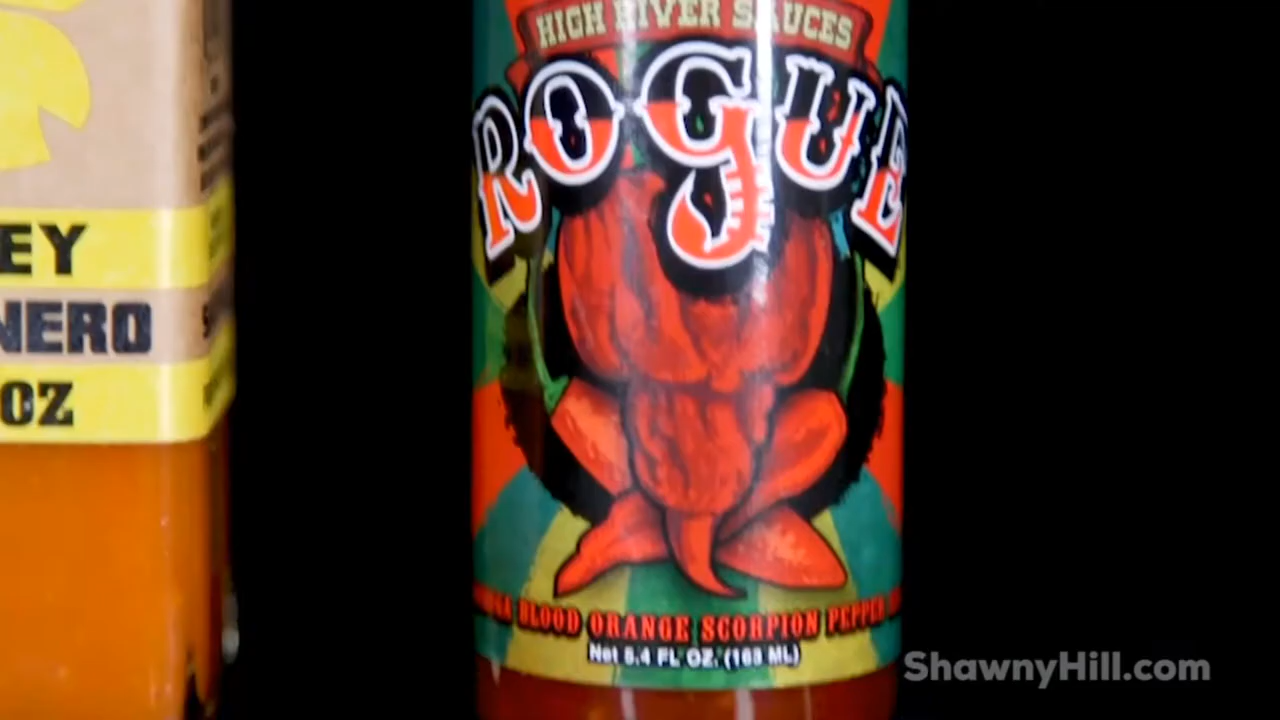 HIGH RIVER SAUCES
ROGUE
EY
NERO
OZ
BLOOD ORANGE SCORPION PEPPER
Net 5.4 FL OZ. (163 ML)
ShawnyHill.com